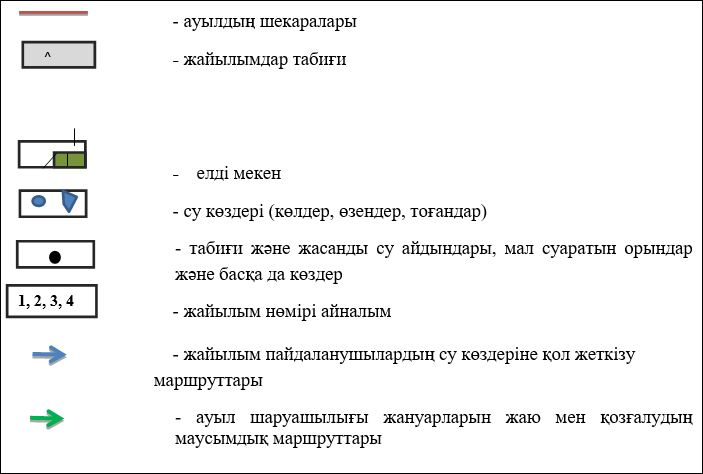 - ауылдың шекаралары
^
- жайылымдар табиғи
- елді мекен
- су көздері (көлдер, өзендер, тоғандар)
- табиғи және жасанды су айдындары, мал суаратын орындар
және басқа да көздер
1, 2, 3, 4
- жайылым нөмірі айналым
- жайылым пайдаланушылардың су көздеріне қол жеткізу
маршруттары
- ауыл шаруашылығы жануарларын жаю мен қозғалудың
маусымдық маршруттары